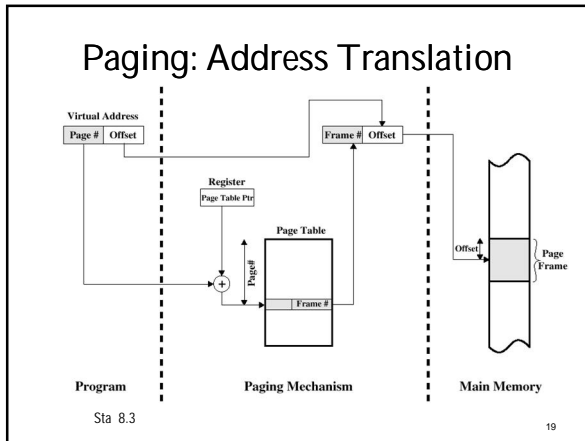 Paging: Address Translation
Virtual Address
Page # Offset
Frame # Offset
Register
Page Table Ptr
Page Table
Page#
+
Frame #
Offset
Page
Frame
Program
Paging Mechanism
Main Memory
Sta 8.3
19